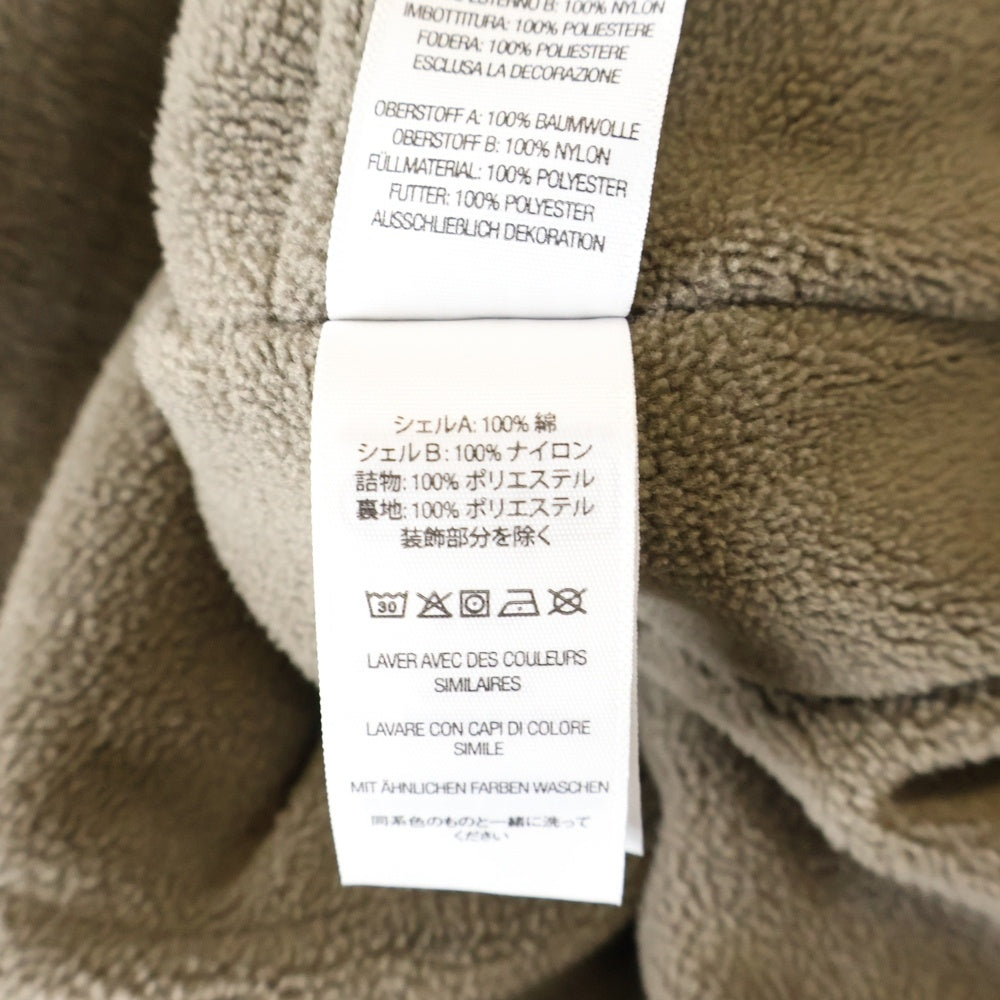 ESTERNO B: 100% NYLON
IMBOTTITURA: 100% POLIESTERE
FODERA: 100% POLIESTERE
ESCLUSA LA DECORAZIONE
OBERSTOFF A: 100% BAUMWOLLE
OBERSTOFF B: 100% NYLON
FÜLLMATERIAL: 100% POLYESTER
FUTTER: 100% POLYESTER
AUSSCHLIEßLICH DEKORATION
シェルA: 100% 綿
シェルB: 100% ナイロン
詰物: 100% ポリエステル
裏地: 100% ポリエステル
装飾部分を除く
30
LAVER AVEC DES COULEURS
SIMILAIRES
LAVARE CON CAPI DI COLORE
SIMILE
MIT ÄHNLICHEN FARBEN WASCHEN
同系色のものと一緒に洗って
ください